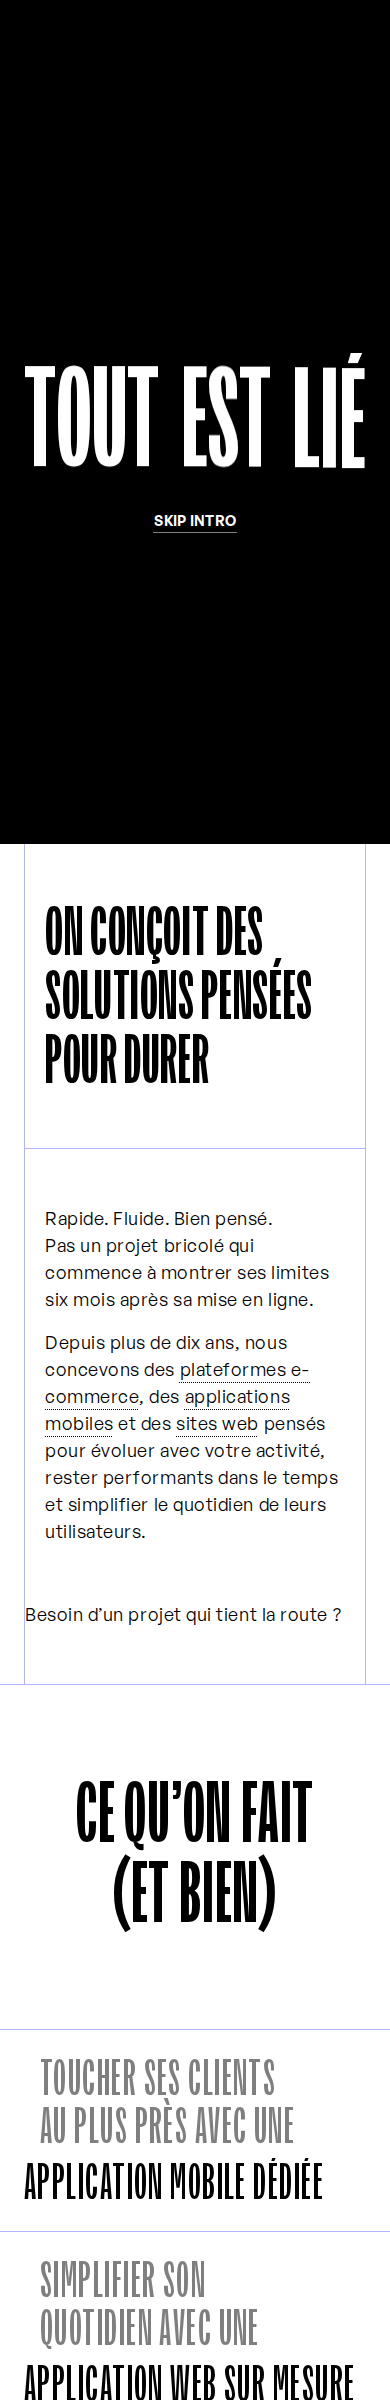 TOUT EST LIÉ
SKIP INTRO
ON CONÇOIT DES
SOLUTIONS PENSÉES
POUR DURER
Rapide. Fluide. Bien pensé.
Pas un projet bricolé qui
commence à montrer ses limites
six mois après sa mise en ligne.
Depuis plus de dix ans, nous
concevons des plateformes e-
commerce, des applications
mobiles et des sites web pensés
pour évoluer avec votre activité,
rester performants dans le temps
et simplifier le quotidien de leurs
utilisateurs.
Besoin d’un projet qui tient la route ?
CE QU’ON FAIT
(ET BIEN)
TOUCHER SES CLIENTS
AU PLUS PRÈS AVEC UNE
APPLICATION MOBILE DÉDIÉE
SIMPLIFIER SON
QUOTIDIEN AVEC UNE
APPLICATION WEB SUR MESURE